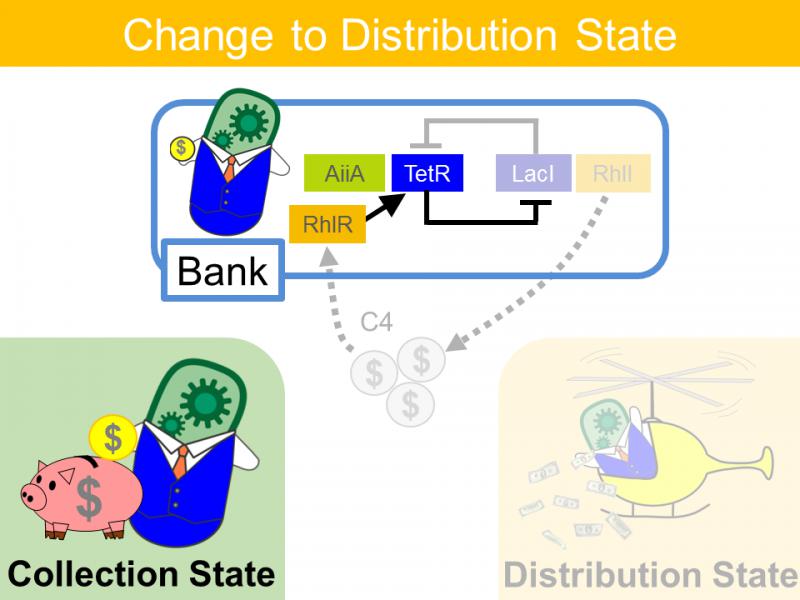 Change to Distribution State
$
AiiA
TetR
LacI
RhlI
RhlR
Bank
C4
$
$
$
$
$
Collection State
Distribution State